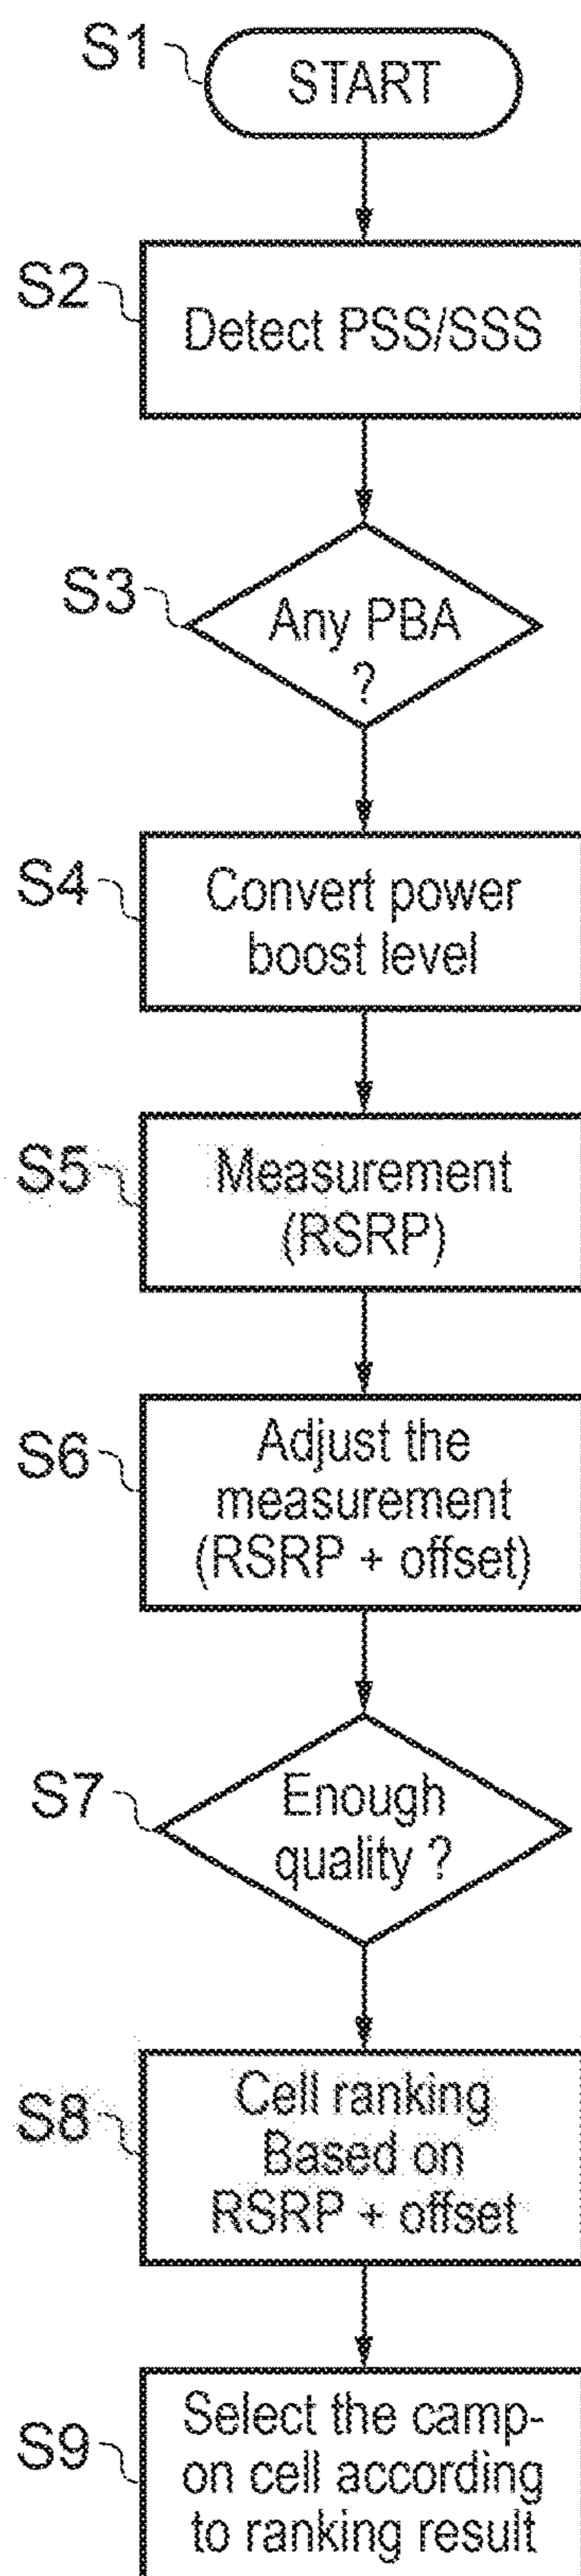 S1
START
S2
Detect PSS/SSS
S3
Any PBA
?
S4
Convert power
boost level
S5
Measurement
(RSRP)
S6
Adjust the
measurement
(RSRP + offset)
S7
Enough
quality ?
S8
Cell ranking
Based on
RSRP + offset
S9
Select the camp-
on cell according
to ranking result